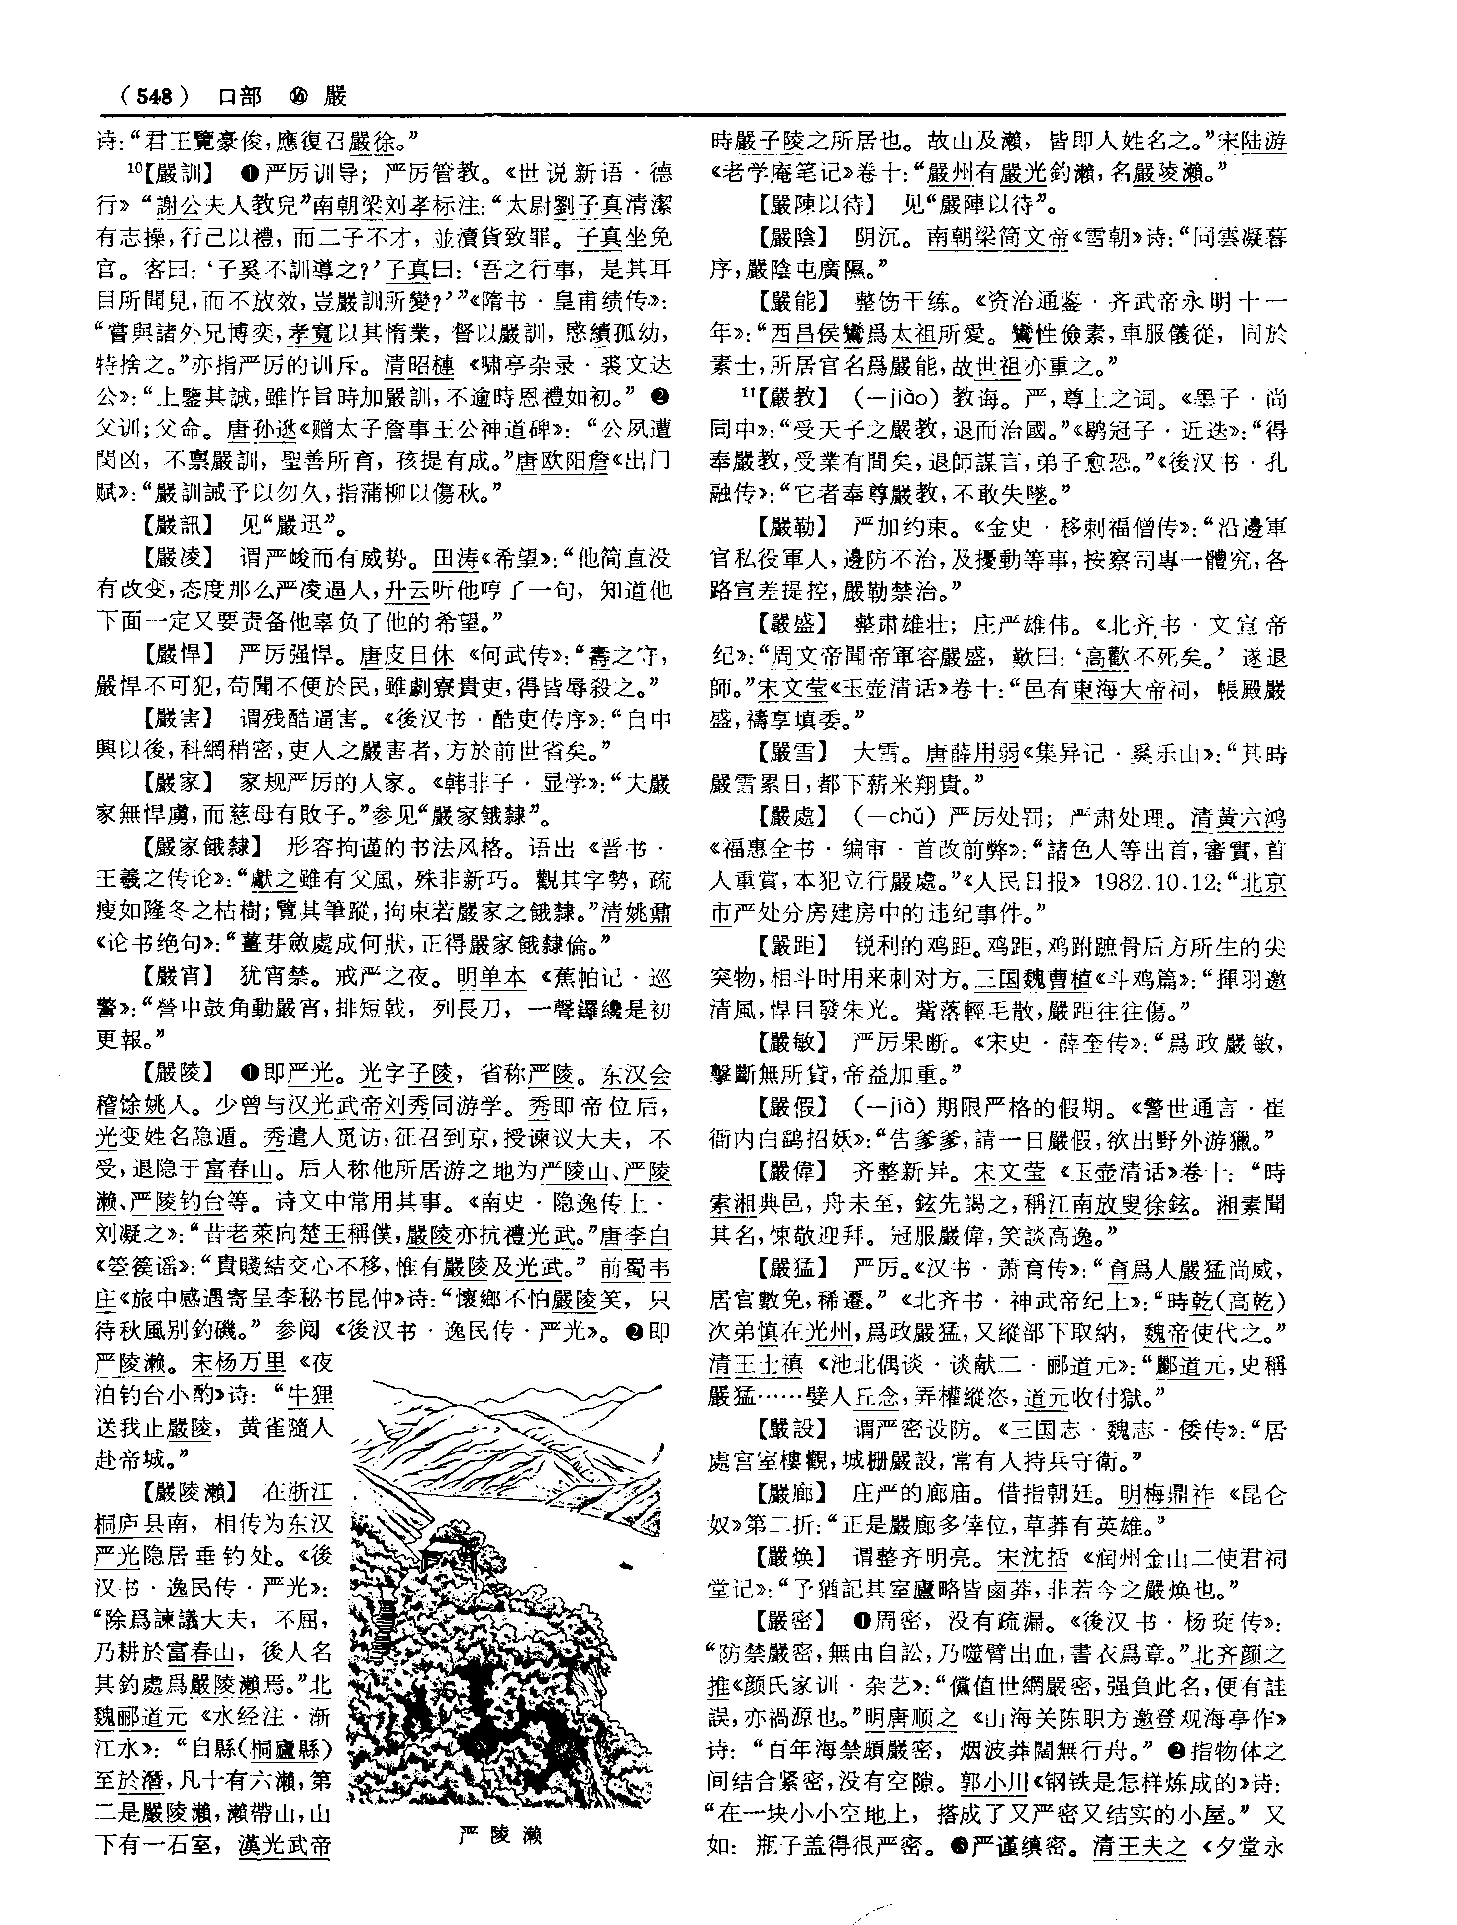 （548） 口部 ⑯ 嚴
诗：“君王覽豪俊，應復召嚴徐。”
10【嚴訓】 ❶严厉训导；严厉管教。《世说新语·德
行》“謝公夫人教兒”南朝梁刘孝标注：“太尉劉子真清潔
有志操，行己以禮，而二子不才，並瀆貨致罪。子真坐免
官。客曰：‘子奚不訓導之？’子真曰：‘吾之行事，是其耳
目所聞見，而不放效，豈嚴訓所變？’”《隋书·皇甫绩传》：
“嘗與諸外兄博奕，孝寬以其惰業，督以嚴訓，愍績孤幼，
特捨之。”亦指严厉的训斥。清昭槤《啸亭杂录·裘文达
公》：“上鑒其誠，雖忤旨時加嚴訓，不逾時恩禮如初。” ❷
父训；父命。唐孙逖《赠太子詹事王公神道碑》：“公夙遭
閔凶，不禀嚴訓，聖善所育，孩提有成。”唐欧阳詹《出门
赋》：“嚴訓誡予以勿久，指蒲柳以傷秋。”
【嚴訊】 见“嚴迅”。
【嚴凌】 谓严峻而有威势。田涛《希望》：“他简直没
有改变，态度那么严凌逼人，升云听他哼了一句，知道他
下面一定又要责备他辜负了他的希望。”
【嚴悍】 严厉强悍。唐皮日休《何武传》：“壽之守，
嚴悍不可犯，苟聞不便於民，雖劇寮貴吏，得皆辱殺之。”
【嚴害】 谓残酷逼害。《後汉书·酷吏传序》：“自中
興以後，科網稍密，吏人之嚴害者，方於前世省矣。”
【嚴家】 家规严厉的人家。《韩非子·显学》：“夫嚴
家無悍虜，而慈母有敗子。”参见“嚴家餓隸”。
【嚴家餓隸】 形容拘谨的书法风格。语出《晋书·
王羲之传论》：“獻之雖有父風，殊非新巧。觀其字勢，疏
瘦如隆冬之枯樹；覽其筆蹤，拘束若嚴家之餓隸。”清姚鼐
《论书绝句》：“薑芽斂處成何狀，正得嚴家餓隸倫。”
【嚴宵】 犹宵禁。戒严之夜。明单本《蕉帕记·巡
警》：“營中鼓角動嚴宵，排短戟，列長刀，一聲鑼纔是初
更報。”
【嚴陵】 ❶即严光。光字子陵，省称严陵。东汉会
稽馀姚人。少曾与汉光武帝刘秀同游学。秀即帝位后，
光变姓名隐遁。秀遣人觅访，征召到京，授谏议大夫，不
受，退隐于富春山。后人称他所居游之地为严陵山、严陵
濑、严陵钓台等。诗文中常用其事。《南史·隐逸传上·
刘凝之》：“昔老萊向楚王稱僕，嚴陵亦抗禮光武。”唐李白
《箜篌谣》：“貴賤結交心不移，惟有嚴陵及光武。”前蜀韦
庄《旅中感遇寄呈李秘书昆仲》诗：“懷鄉不怕嚴陵笑，只
待秋風別釣磯。”参阅《後汉书·逸民传·严光》。❷即
严陵濑。宋杨万里《夜
泊钓台小酌》诗：“牛狸
送我止嚴陵，黄雀隨人
赴帝城。”
【嚴陵瀨】 在浙江
桐庐县南，相传为东汉
严光隐居垂钓处。《後
汉书·逸民传·严光》：
“除爲諫議大夫，不屈，
乃耕於富春山，後人名
其釣處爲嚴陵瀨焉。”北
魏郦道元《水经注·渐
江水》：“自縣（桐廬縣）
至於潛，凡十有六瀨，第
二是嚴陵瀨，瀨帶山，山
下有一石室，漢光武帝
严陵濑
時嚴子陵之所居也。故山及瀨，皆即人姓名之。”宋陆游
《老学庵笔记》卷十：“嚴州有嚴光釣瀨，名嚴陵瀨。”
【嚴陳以待】 见“嚴陣以待”。
【嚴陰】 阴沉。南朝梁简文帝《雪朝》诗：“同雲凝暮
序，嚴陰屯廣隰。”
【嚴能】 整饬干练。《资治通鉴·齐武帝永明十一
年》：“西昌侯鸞爲太祖所愛。鸞性儉素，車服儀從，同於
素士，所居官名爲嚴能，故世祖亦重之。”
11【嚴教】 （—jiào）教诲。严，尊上之词。《墨子·尚
同中》：“受天子之嚴教，退而治國。”《鹖冠子·近迭》：“得
奉嚴教，受業有間矣，退師謀言，弟子愈恐。”《後汉书·孔
融传》：“它者奉尊嚴教，不敢失墜。”
【嚴勒】 严加约束。《金史·移剌福僧传》：“沿邊軍
官私役軍人，邊防不治，及擾動等事，按察司專一體究，各
路宣差提控，嚴勒禁治。”
【嚴盛】 整肃雄壮；庄严雄伟。《北齐书·文宣帝
纪》：“周文帝聞帝軍容嚴盛，歎曰：‘高歡不死矣。’遂退
師。”宋文莹《玉壶清话》卷十：“邑有東海大帝祠，帳殿嚴
盛，禱享填委。”
【嚴雪】 大雪。唐薛用弱《集异记·奚乐山》：“其時
嚴雪累日，都下薪米翔貴。”
【嚴處】 （—chǔ）严厉处罚；严肃处理。清黄六鸿
《福惠全书·编审·首改前弊》：“諸色人等出首，審實，首
人重賞，本犯立行嚴處。”《人民日报》1982.10.12：“北京
市严处分房建房中的违纪事件。”
【嚴距】 锐利的鸡距。鸡距，鸡跗蹠骨后方所生的尖
突物，相斗时用来刺对方。三国魏曹植《斗鸡篇》：“揮羽邀
清風，悍目發朱光。觜落輕毛散，嚴距往往傷。”
【嚴敏】 严厉果断。《宋史·薛奎传》：“爲政嚴敏，
擊斷無所貸，帝益加重。”
【嚴假】 （—jià）期限严格的假期。《警世通言·崔
衙内白鹞招妖》：“告爹爹，請一日嚴假，欲出野外游獵。”
【嚴偉】 齐整新异。宋文莹《玉壶清话》卷十：“時
索湘典邑，舟未至，鉉先謁之，稱江南放叟徐鉉。湘素聞
其名，悚敬迎拜。冠服嚴偉，笑談高逸。”
【嚴猛】 严厉。《汉书·萧育传》：“育爲人嚴猛尚威，
居官數免，稀遷。”《北齐书·神武帝纪上》：“時乾（高乾）
次弟慎在光州，爲政嚴猛，又縱部下取納，魏帝使代之。”
清王士禛《池北偶谈·谈献二·郦道元》：“酈道元，史稱
嚴猛……嬖人丘念，弄權縱恣，道元收付獄。”
【嚴設】 谓严密设防。《三国志·魏志·倭传》：“居
處宫室樓觀，城栅嚴設，常有人持兵守衛。”
【嚴廊】 庄严的廊庙。借指朝廷。明梅鼎祚《昆仑
奴》第二折：“正是嚴廊多倖位，草莽有英雄。”
【嚴焕】 谓整齐明亮。宋沈括《润州金山二使君祠
堂记》：“予猶記其室廬略皆鹵莽，非若今之嚴焕也。”
【嚴密】 ❶周密，没有疏漏。《後汉书·杨琁传》：
“防禁嚴密，無由自訟，乃噬臂出血，書衣爲章。”北齐颜之
推《颜氏家训·杂艺》：“儻值世網嚴密，强負此名，便有詿
誤，亦禍源也。”明唐顺之《山海关陈职方邀登观海亭作》
诗：“百年海禁頗嚴密，烟波莽闊無行舟。”❷指物体之
间结合紧密，没有空隙。郭小川《钢铁是怎样炼成的》诗：
“在一块小小空地上，搭成了又严密又结实的小屋。”又
如：瓶子盖得很严密。❸严谨缜密。清王夫之《夕堂永